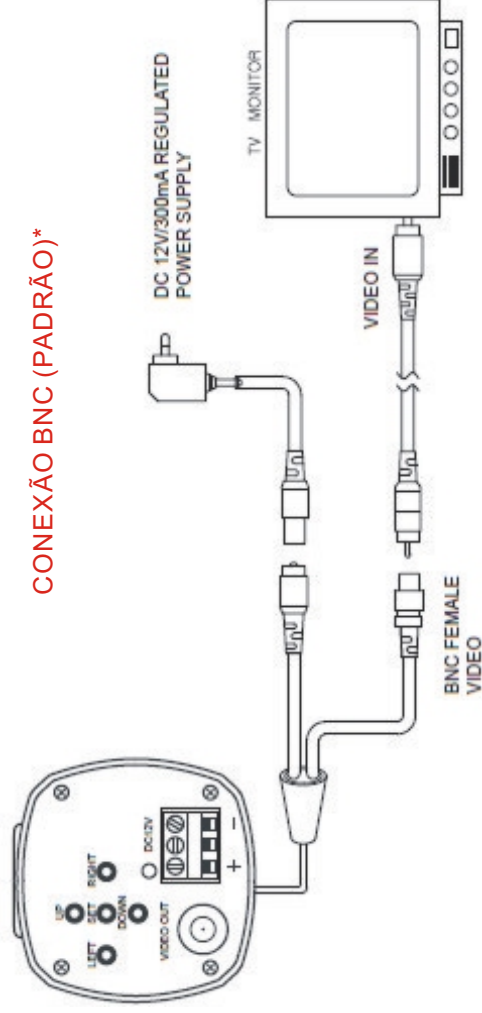 CONEXÃO BNC (PADRÃO)*
DC 12V/300mA REGULATED
POWER SUPPLY
TV MONITOR
VIDEO IN
BNC FEMALE
VIDEO
UP
LEFT
SET
RIGHT
DOWN
DC12V
VIDEO OUT
+
-